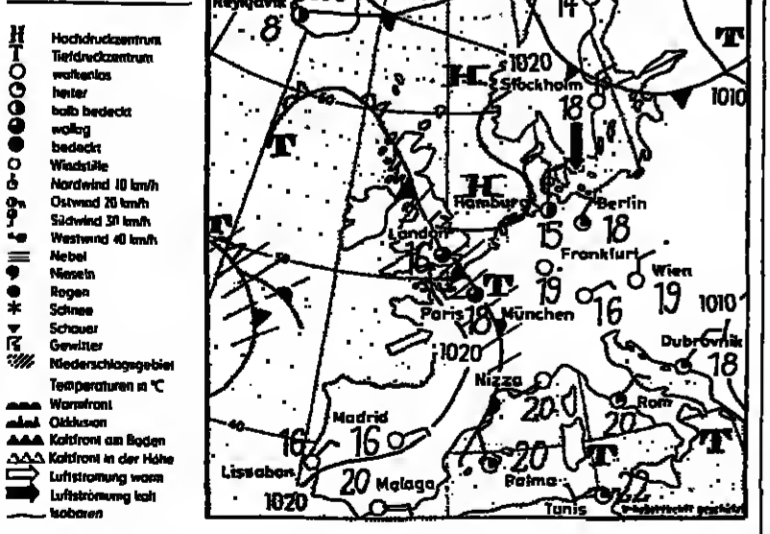 H Hochdruckzentrum
T Tiefdruckzentrum
wolkenlos
heiter
halb bedeckt
wolkig
bedeckt
Windstille
Nordwind 10 km/h
Ostwind 20 km/h
Südwind 30 km/h
Westwind 40 km/h
Nebel
Nieseln
Regen
Schnee
Schauer
Gewitter
Niederschlagsgebiet
Temperaturen in °C
Warmfront
Okklusion
Kaltfront am Boden
Kaltfront in der Höhe
Luftströmung warm
Luftströmung kalt
Isobaren
Reykjavik
8
14
T
1020
H
Stockholm
18
1010
60
T
H
Hamburg
Berlin
15
18
T
London
16
Frankfurt
50
19
Wien
19
16
T
Paris
18
München
1010
1020
Dubrovnik
18
Nizza
20
20
Rom
40
Madrid
16
16
T
Lissabon
20
Palma
T
20
Malaga
22
1020
Tunis